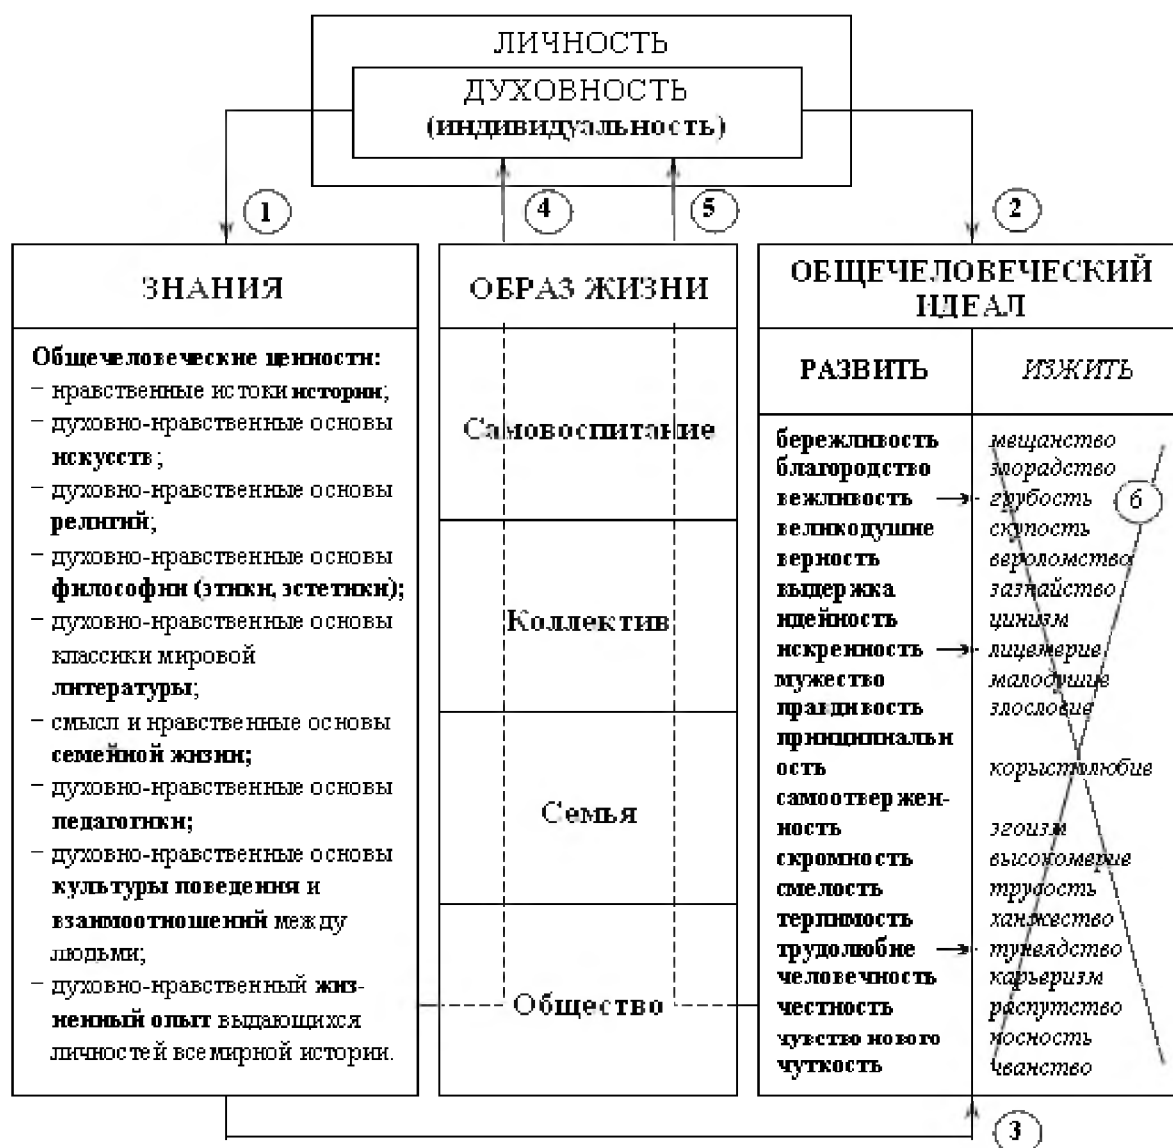 ЛИЧНОСТЬ
ДУХОВНОСТЬ
(индивидуальность)
1
4
5
2
ЗНАНИЯ
Общечеловеческие ценности:
– нравственные истоки истории;
– духовно-нравственные основы
искусств;
– духовно-нравственные основы
религий;
– духовно-нравственные основы
философии (этики, эстетики);
– духовно-нравственные основы
классики мировой
литературы;
– смысл и нравственные основы
семейной жизни;
– духовно-нравственные основы
педагогики;
– духовно-нравственные основы
культуры поведения и
взаимоотношений между
людьми;
– духовно-нравственный жиз-
ненный опыт выдающихся
личностей всемирной истории.
ОБРАЗ ЖИЗНИ
Самовоспитание
Коллектив
Семья
Общество
ОБЩЕЧЕЛОВЕЧЕСКИЙ
ИДЕАЛ
РАЗВИТЬ
ИЗЖИТЬ
бережливость мещанство
благородство злорадство
вежливость грубость
6
великодушие скупость
верность вероломство
выдержка зазнайство
идейность цинизм
искренность лицемерие
мужество малодушие
правдивость злословие
принципиальн
ость корыстолюбие
самоотвержен-
ность эгоизм
скромность высокомерие
смелость трусость
терпимость ханжество
трудолюбие тунеядство
человечность карьеризм
честность распутство
чувство нового косность
чуткость чванство
3